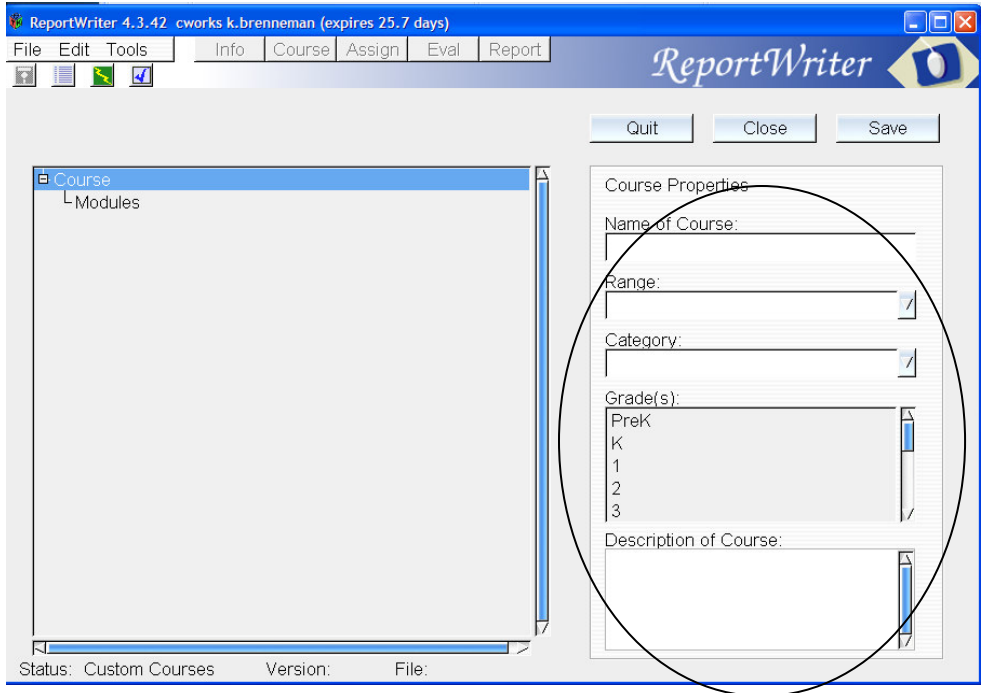 ReportWriter 4.3.42 cworks k.brenneman (expires 25.7 days)
File Edit Tools Info Course Assign Eval Report
ReportWriter
Quit Close Save
Course
Modules
Course Properties
Name of Course:
Range:
Category:
Grade(s):
PreK
K
1
2
3
Description of Course:
Status: Custom Courses Version: File: